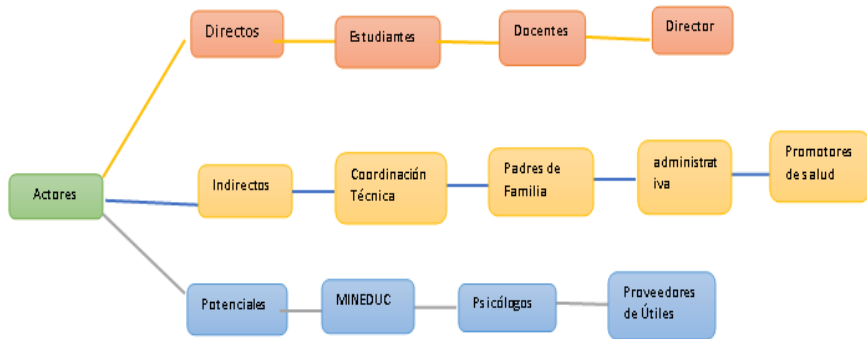 Directos
Estudiantes
Docentes
Director
Actores
Indirectos
Coordinación
Técnica
Padres de
Familia
administrat
iva
Promotores
de salud
Potenciales
MINEDUC
Psicólogos
Proveedores
de Útiles